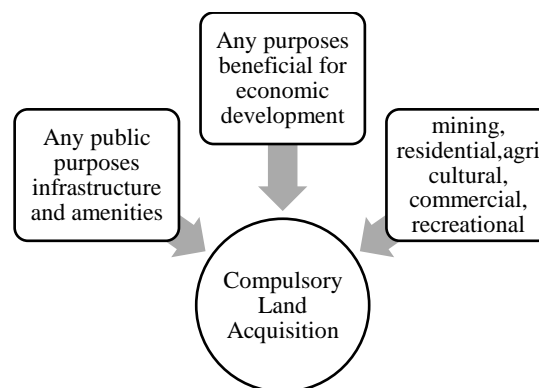 Any purposes
beneficial for
economic
development
Any public
purposes
infrastructure
and amenities
mining,
residential,agri
cultural,
commercial,
recreational
Compulsory
Land
Acquisition